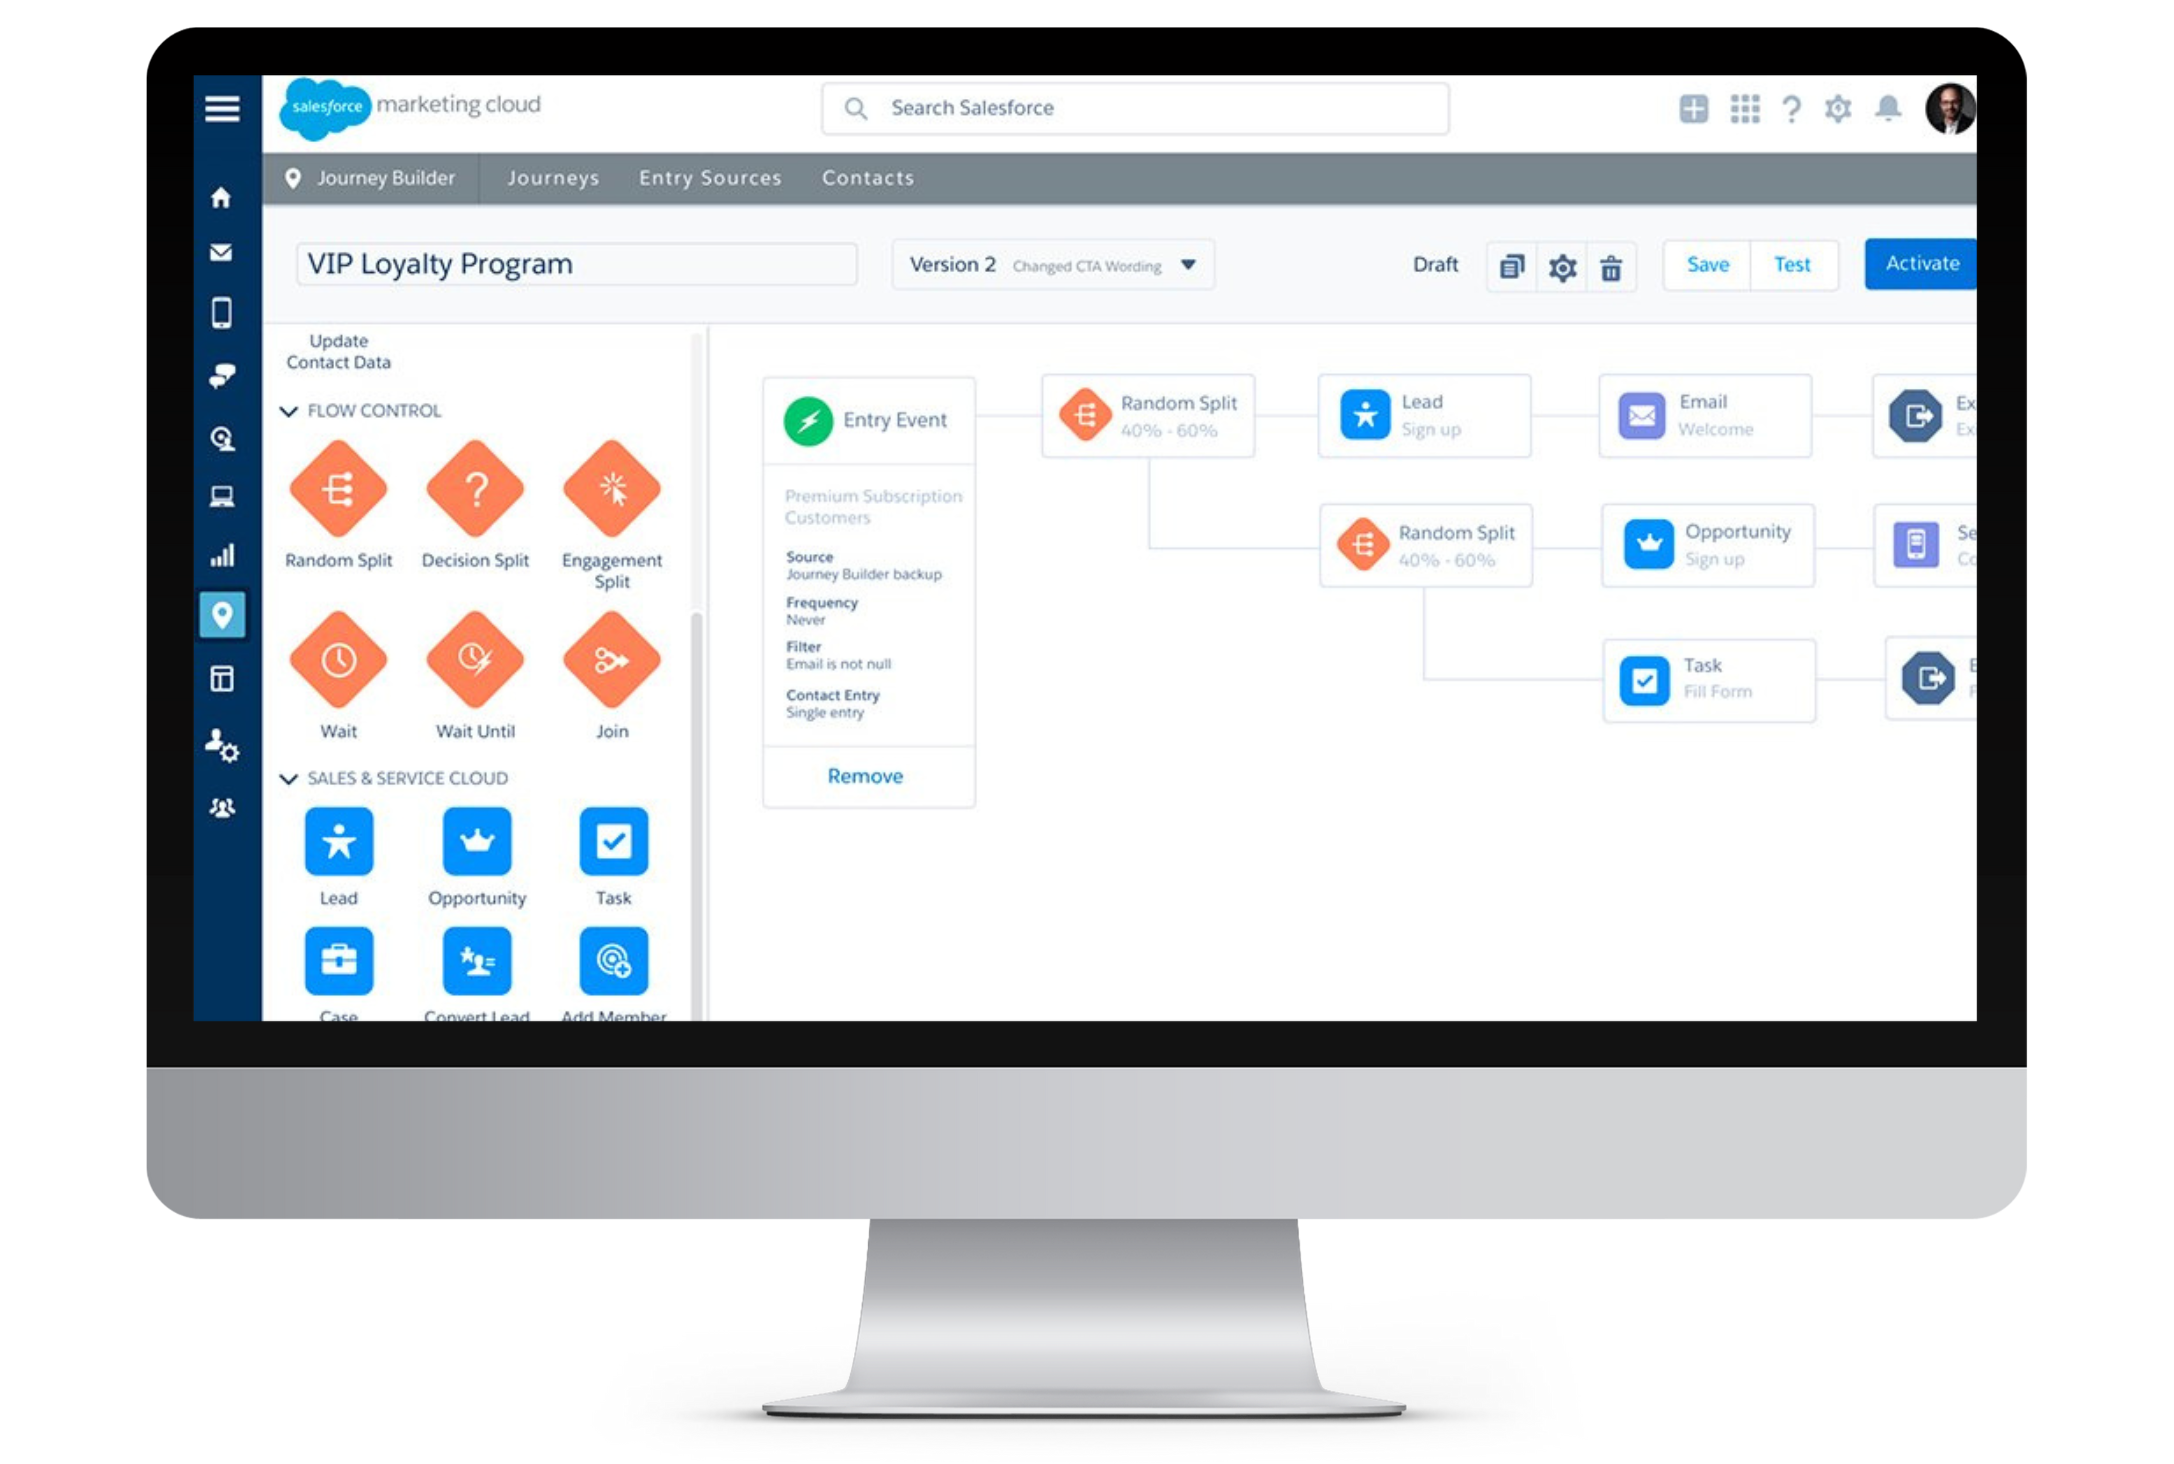 salesforce marketing cloud
Search Salesforce
Journey Builder
Journeys
Entry Sources
Contacts
VIP Loyalty Program
Version 2 Changed CTA Wording
Draft
Save
Test
Activate
Update
Contact Data
FLOW CONTROL
Random Split
Decision Split
Engagement
Split
Wait
Wait Until
Join
SALES & SERVICE CLOUD
Lead
Opportunity
Task
Case
Convert Lead
Add Member
Entry Event
Premium Subscription
Customers
Source
Journey Builder backup
Frequency
Never
Filter
Email is not null
Contact Entry
Single entry
Remove
Random Split
40% - 60%
Lead
Sign up
Email
Welcome
Ex
Exi
Random Split
40% - 60%
Opportunity
Sign up
Se
Co
Task
Fill Form